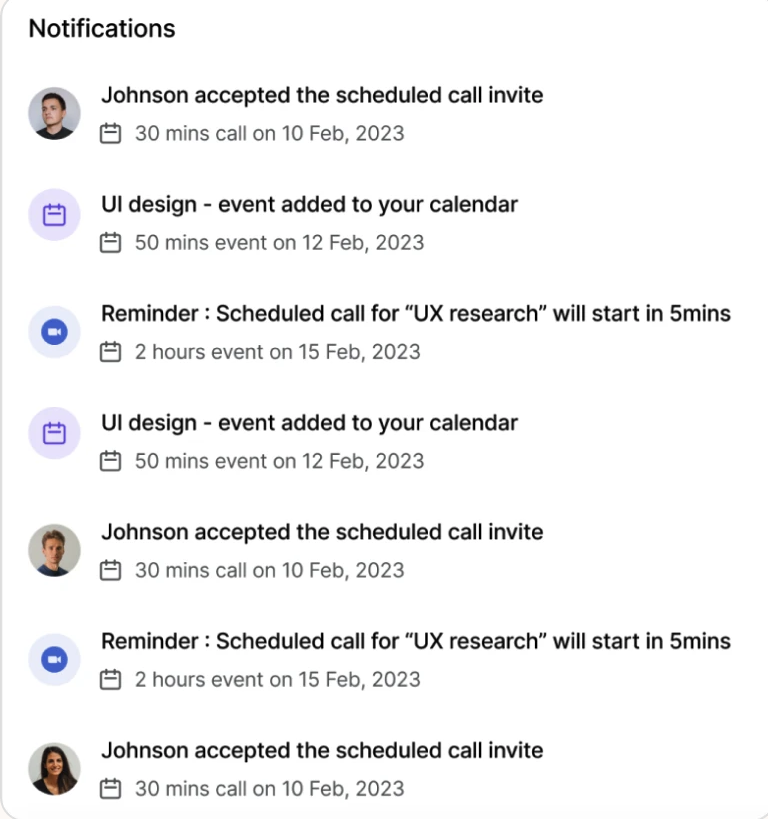 Notifications
Johnson accepted the scheduled call invite
30 mins call on 10 Feb, 2023
UI design - event added to your calendar
50 mins event on 12 Feb, 2023
Reminder : Scheduled call for “UX research” will start in 5mins
2 hours event on 15 Feb, 2023
UI design - event added to your calendar
50 mins event on 12 Feb, 2023
Johnson accepted the scheduled call invite
30 mins call on 10 Feb, 2023
Reminder : Scheduled call for “UX research” will start in 5mins
2 hours event on 15 Feb, 2023
Johnson accepted the scheduled call invite
30 mins call on 10 Feb, 2023